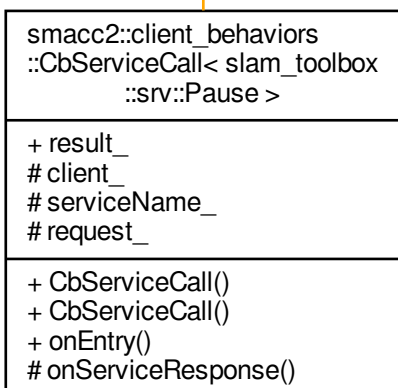 smacc2::client_behaviors
::CbServiceCall< slam_toolbox
::srv::Pause >
+ result_
# client_
# serviceName_
# request_
+ CbServiceCall()
+ CbServiceCall()
+ onEntry()
# onServiceResponse()